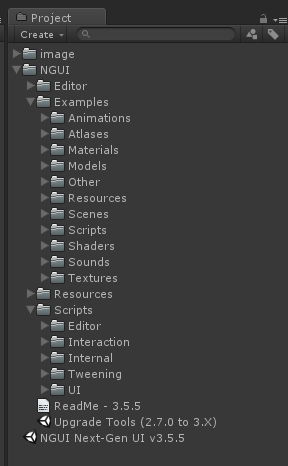 Project
Create
image
NGUI
Editor
Examples
Animations
Atlases
Materials
Models
Other
Resources
Scenes
Scripts
Shaders
Sounds
Textures
Resources
Scripts
Editor
Interaction
Internal
Tweening
UI
ReadMe - 3.5.5
Upgrade Tools (2.7.0 to 3.X)
NGUI Next-Gen UI v3.5.5